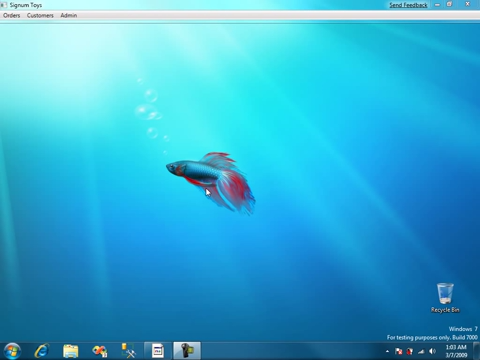 Signum Toys
Send Feedback
Orders Customers Admin
Recycle Bin
Windows 7
For testing purposes only. Build 7000
1:03 AM
3/7/2009